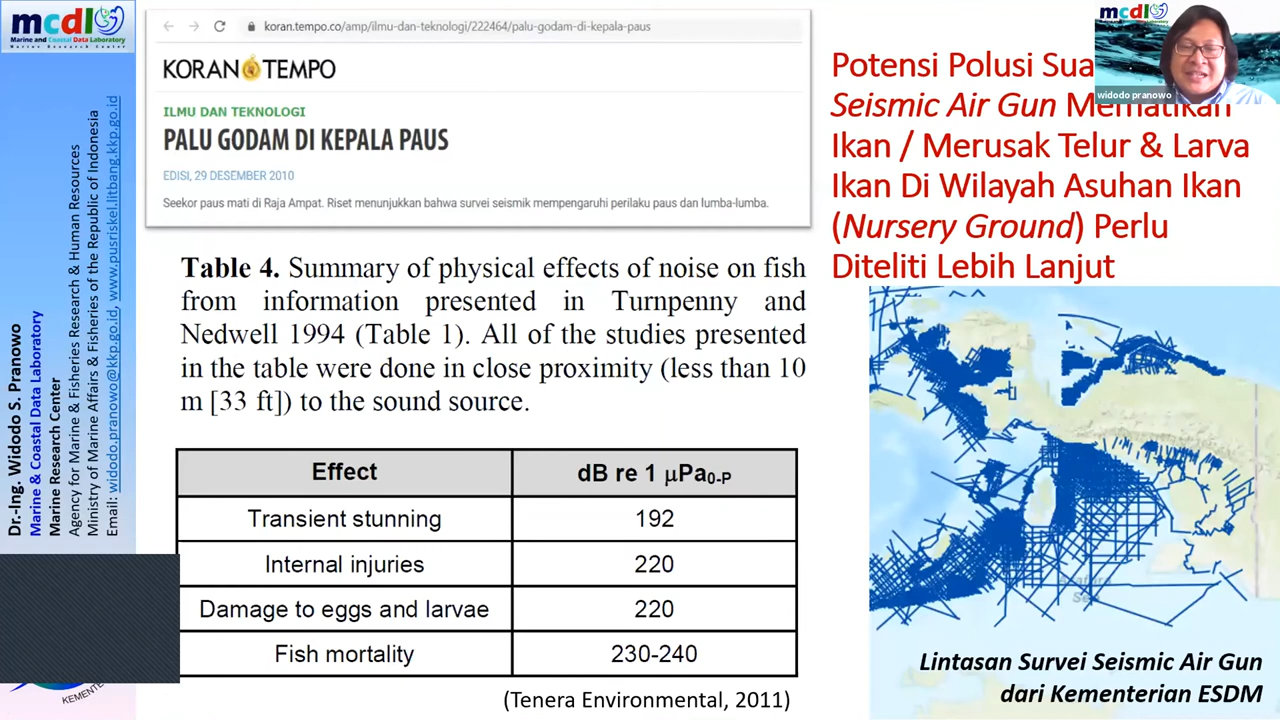 mcdl
Marine and Coastal Data Laboratory
Marine Research Center
Dr.-Ing. Widodo S. Pranowo
Marine & Coastal Data Laboratory
Marine Research Center
Agency for Marine & Fisheries Research & Human Resources
Ministry of Marine Affairs & Fisheries of the Republic of Indonesia
Email: widodo.pranowo@kkp.go.id, www.pusriskel.litbang.kkp.go.id
KEMENTE
koran.tempo.co/amp/ilmu-dan-teknologi/222464/palu-godam-di-kepala-paus
KORAN TEMPO
ILMU DAN TEKNOLOGI
PALU GODAM DI KEPALA PAUS
EDISI, 29 DESEMBER 2010
Seekor paus mati di Raja Ampat. Riset menunjukkan bahwa survei seismik mempengaruhi perilaku paus dan lumba-lumba.
Table 4. Summary of physical effects of noise on fish
from information presented in Turnpenny and
Nedwell 1994 (Table 1). All of the studies presented
in the table were done in close proximity (less than 10
m [33 ft]) to the sound source.
Effect dB re 1 µPa0-P
Transient stunning 192
Internal injuries 220
Damage to eggs and larvae 220
Fish mortality 230-240
(Tenera Environmental, 2011)
mcdl
widodo pranowo
Potensi Polusi Sua
Seismic Air Gun Mematikan
Ikan / Merusak Telur & Larva
Ikan Di Wilayah Asuhan Ikan
(Nursery Ground) Perlu
Diteliti Lebih Lanjut
Lintasan Survei Seismic Air Gun
dari Kementerian ESDM